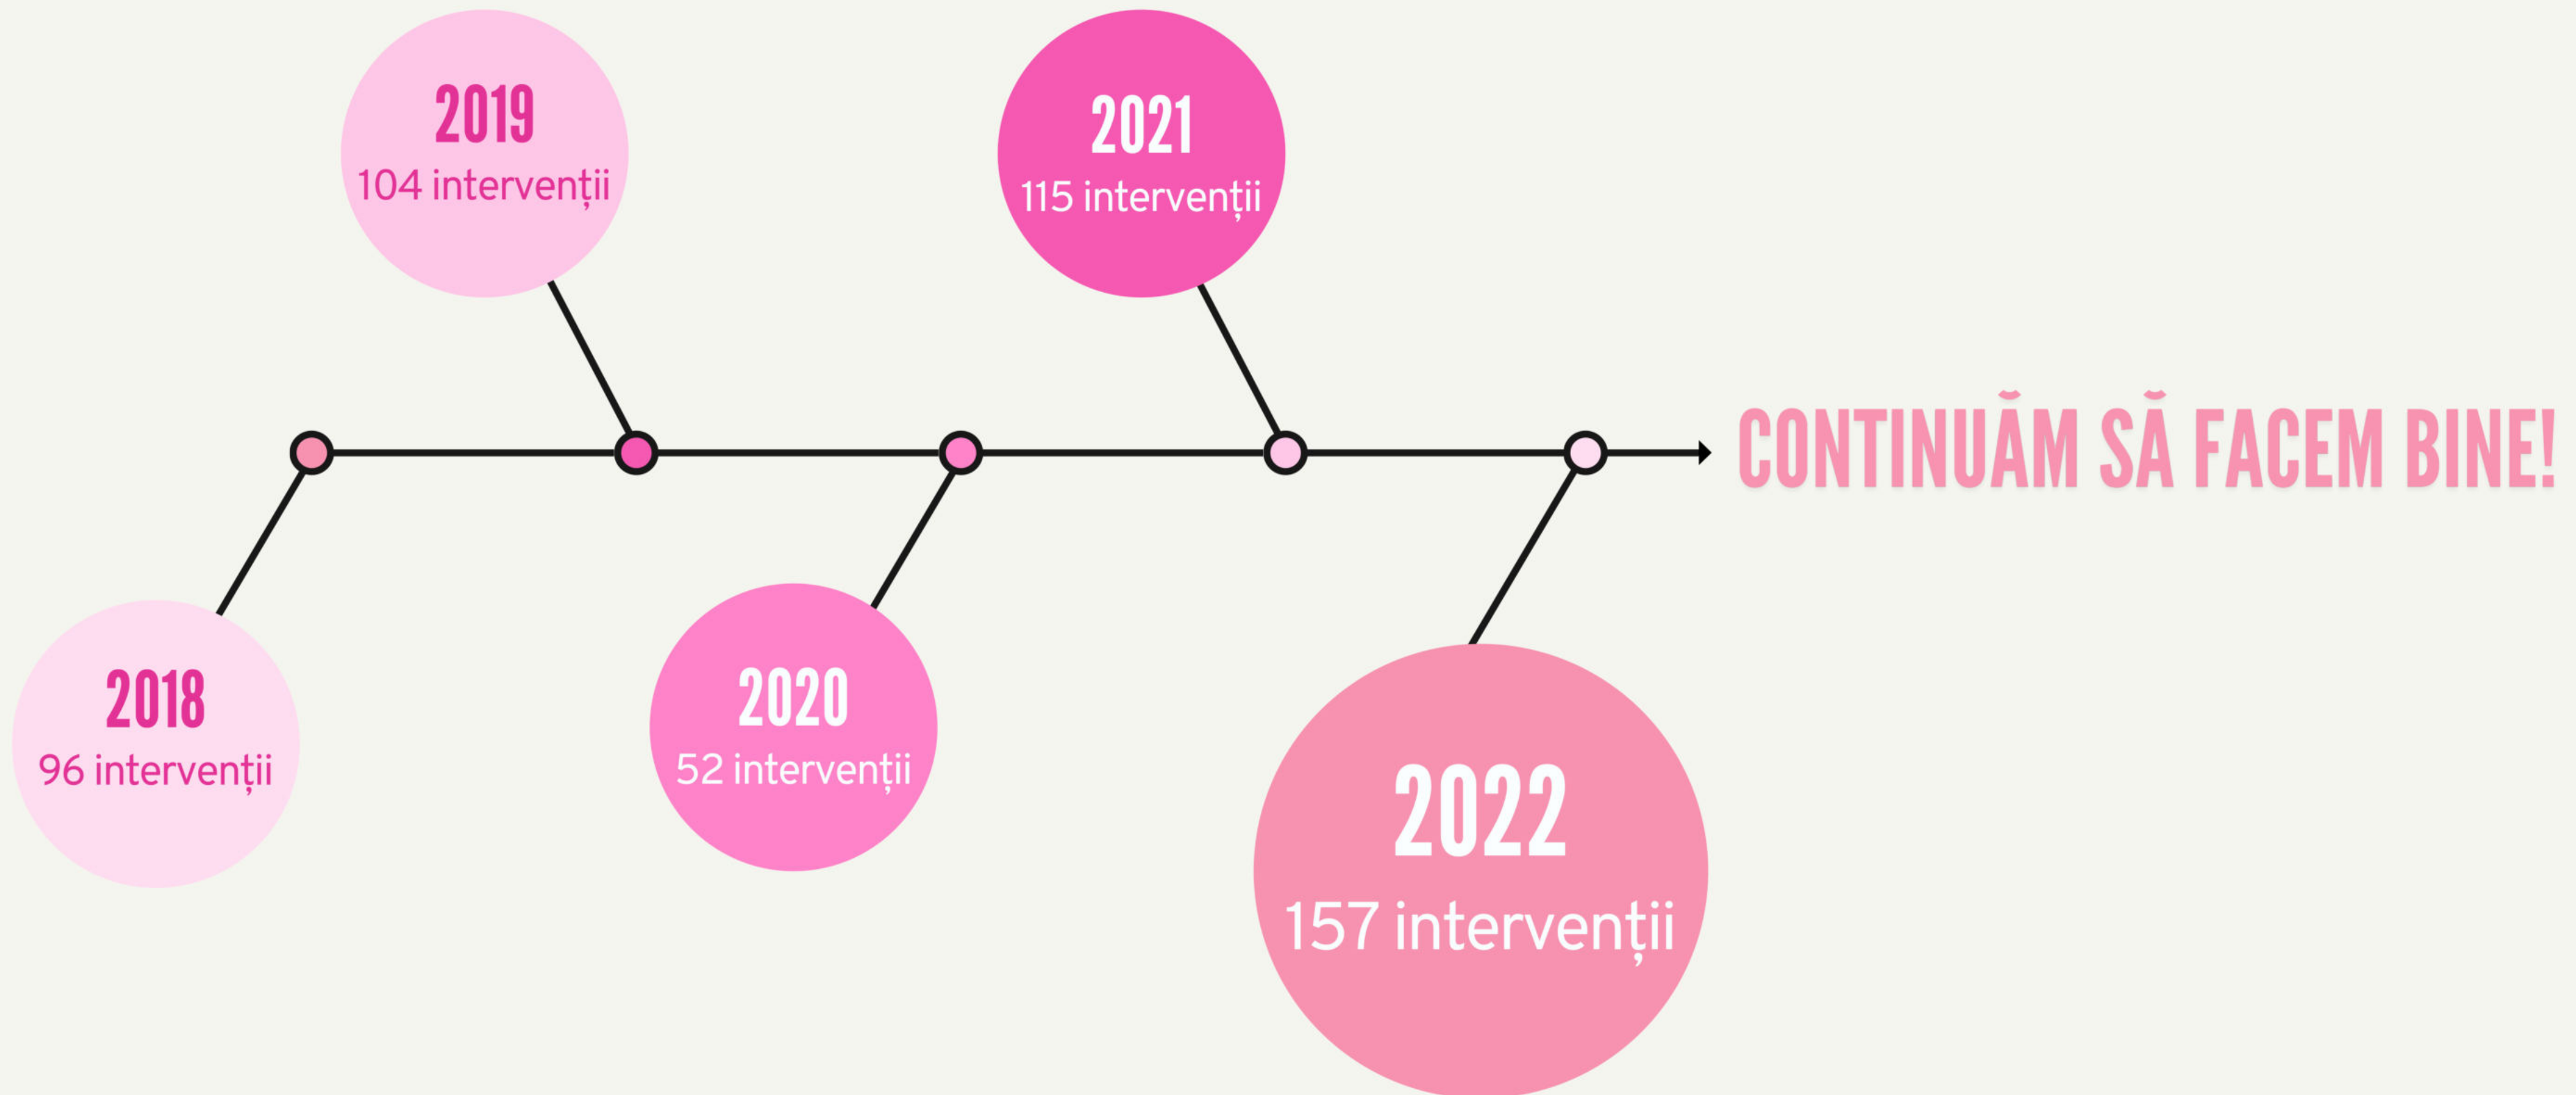 2018
96 intervenții
2019
104 intervenții
2020
52 intervenții
2021
115 intervenții
2022
157 intervenții
CONTINUĂM SĂ FACEM BINE!